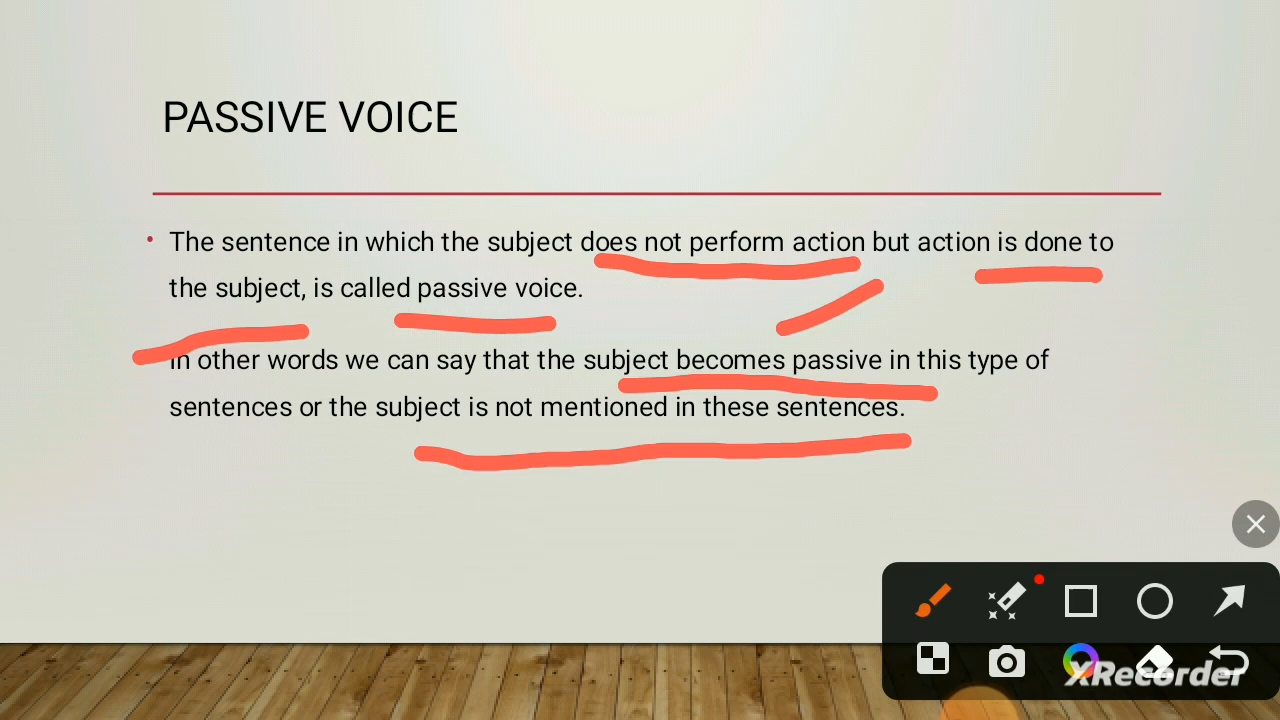 PASSIVE VOICE
• The sentence in which the subject does not perform action but action is done to
the subject, is called passive voice.
In other words we can say that the subject becomes passive in this type of
sentences or the subject is not mentioned in these sentences.
XRecorder